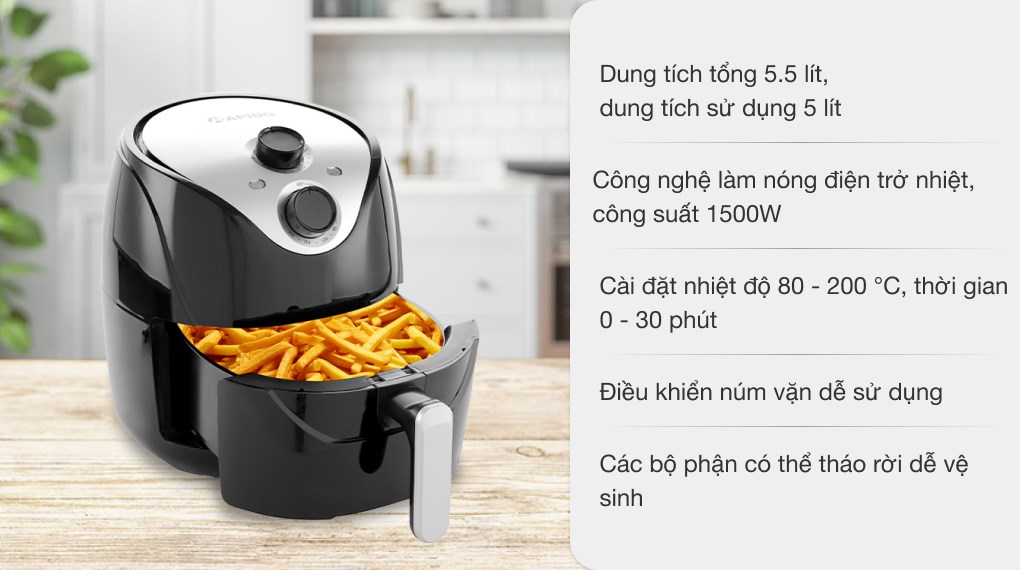 RAPIDO
Dung tích tổng 5.5 lít,
dung tích sử dụng 5 lít
Công nghệ làm nóng điện trở nhiệt,
công suất 1500W
Cài đặt nhiệt độ 80 - 200 °C, thời gian
0 - 30 phút
Điều khiển núm vặn dễ sử dụng
Các bộ phận có thể tháo rời dễ vệ
sinh